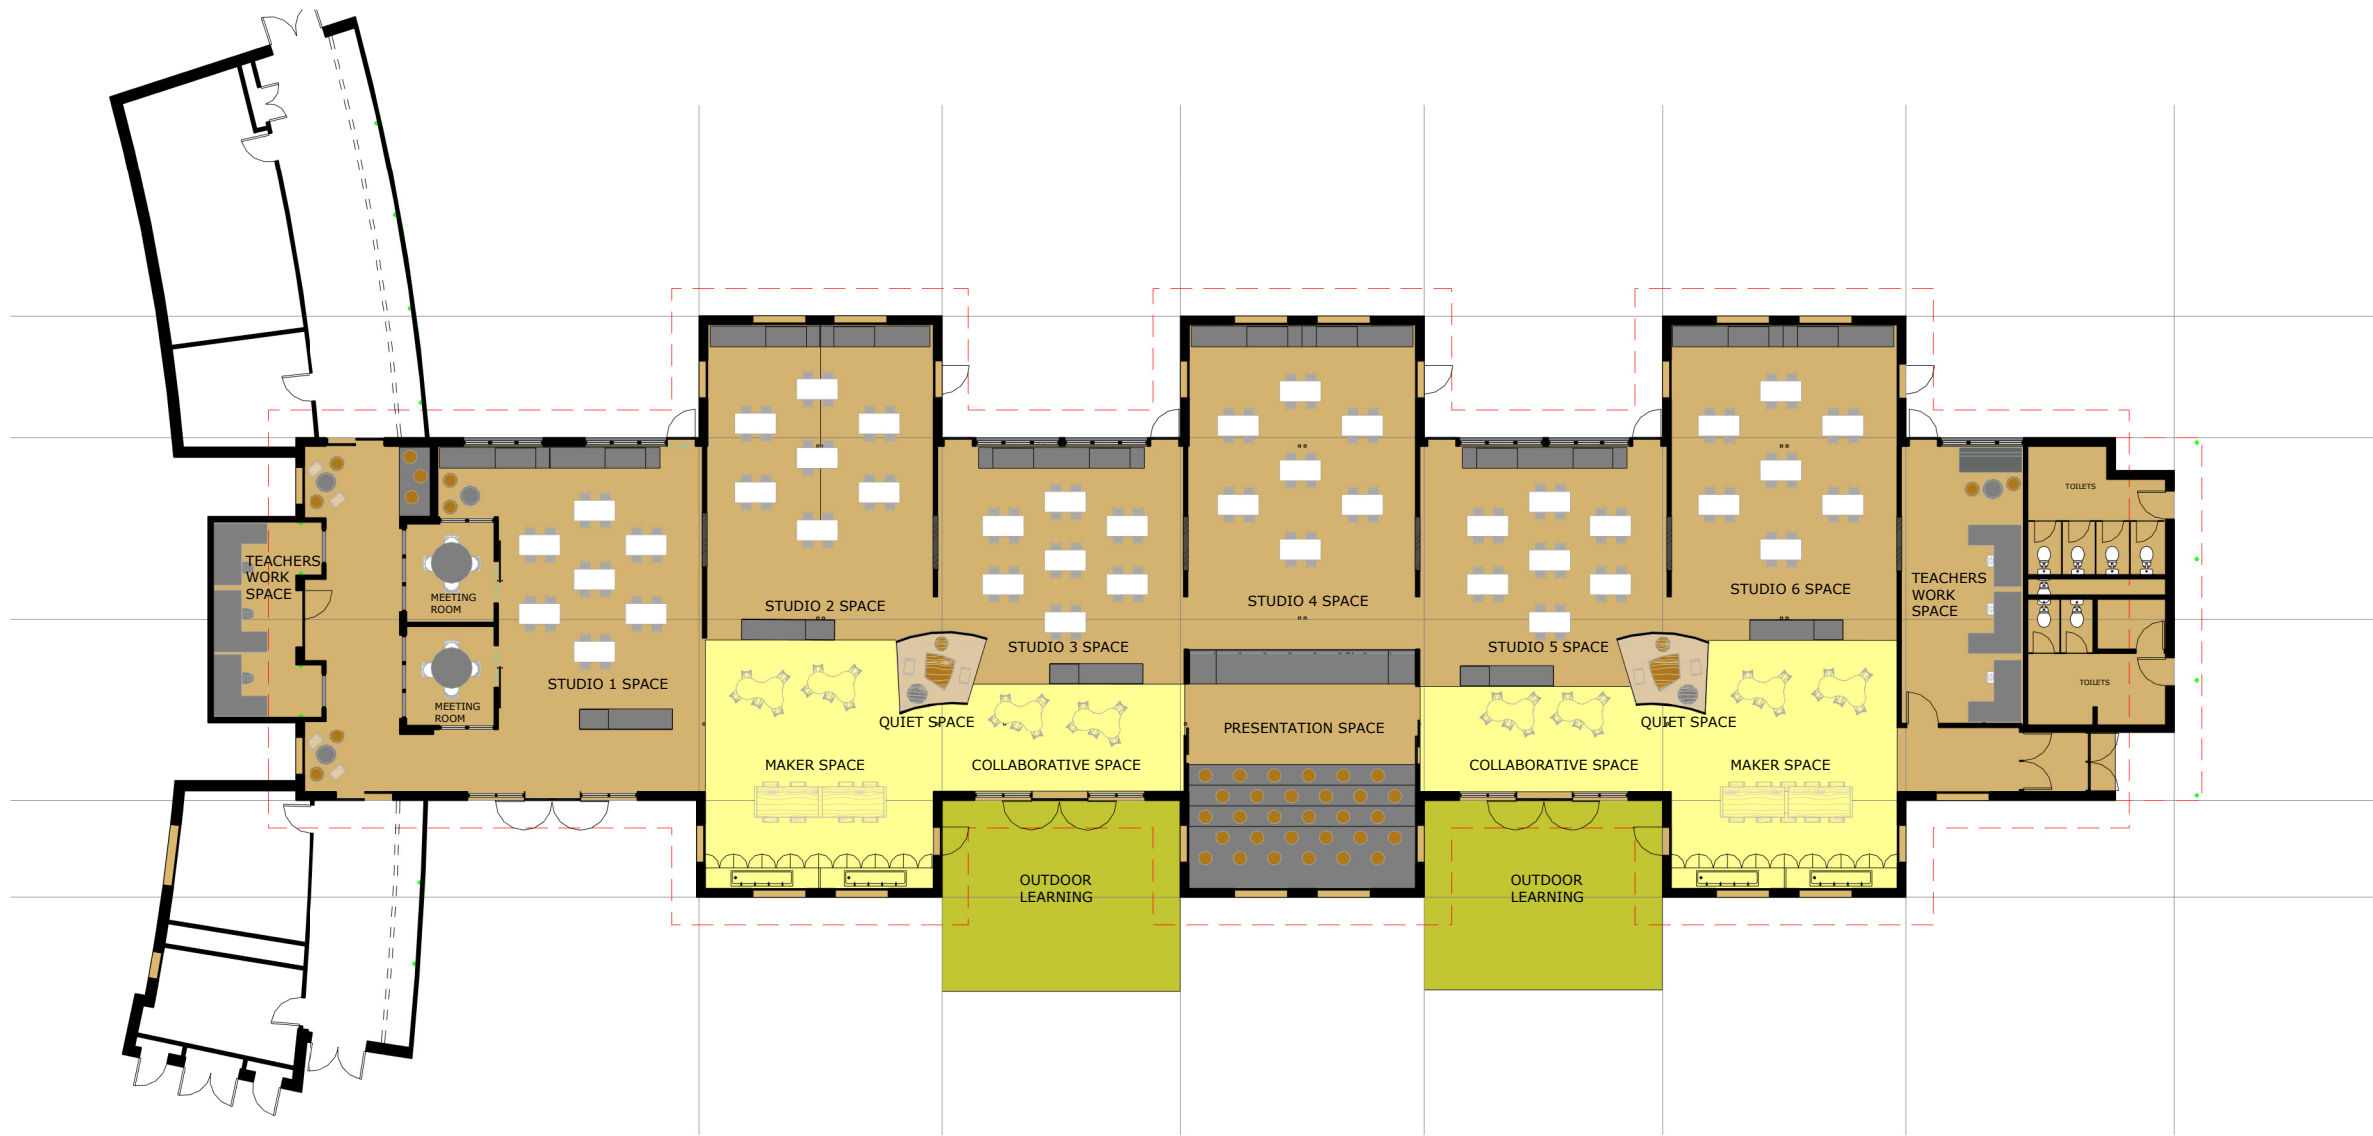 TEACHERS
WORK
SPACE
MEETING
ROOM
MEETING
ROOM
STUDIO 1 SPACE
STUDIO 2 SPACE
STUDIO 3 SPACE
STUDIO 4 SPACE
STUDIO 5 SPACE
STUDIO 6 SPACE
TEACHERS
WORK
SPACE
TOILETS
TOILETS
QUIET SPACE
PRESENTATION SPACE
QUIET SPACE
MAKER SPACE
COLLABORATIVE SPACE
COLLABORATIVE SPACE
MAKER SPACE
OUTDOOR
LEARNING
OUTDOOR
LEARNING